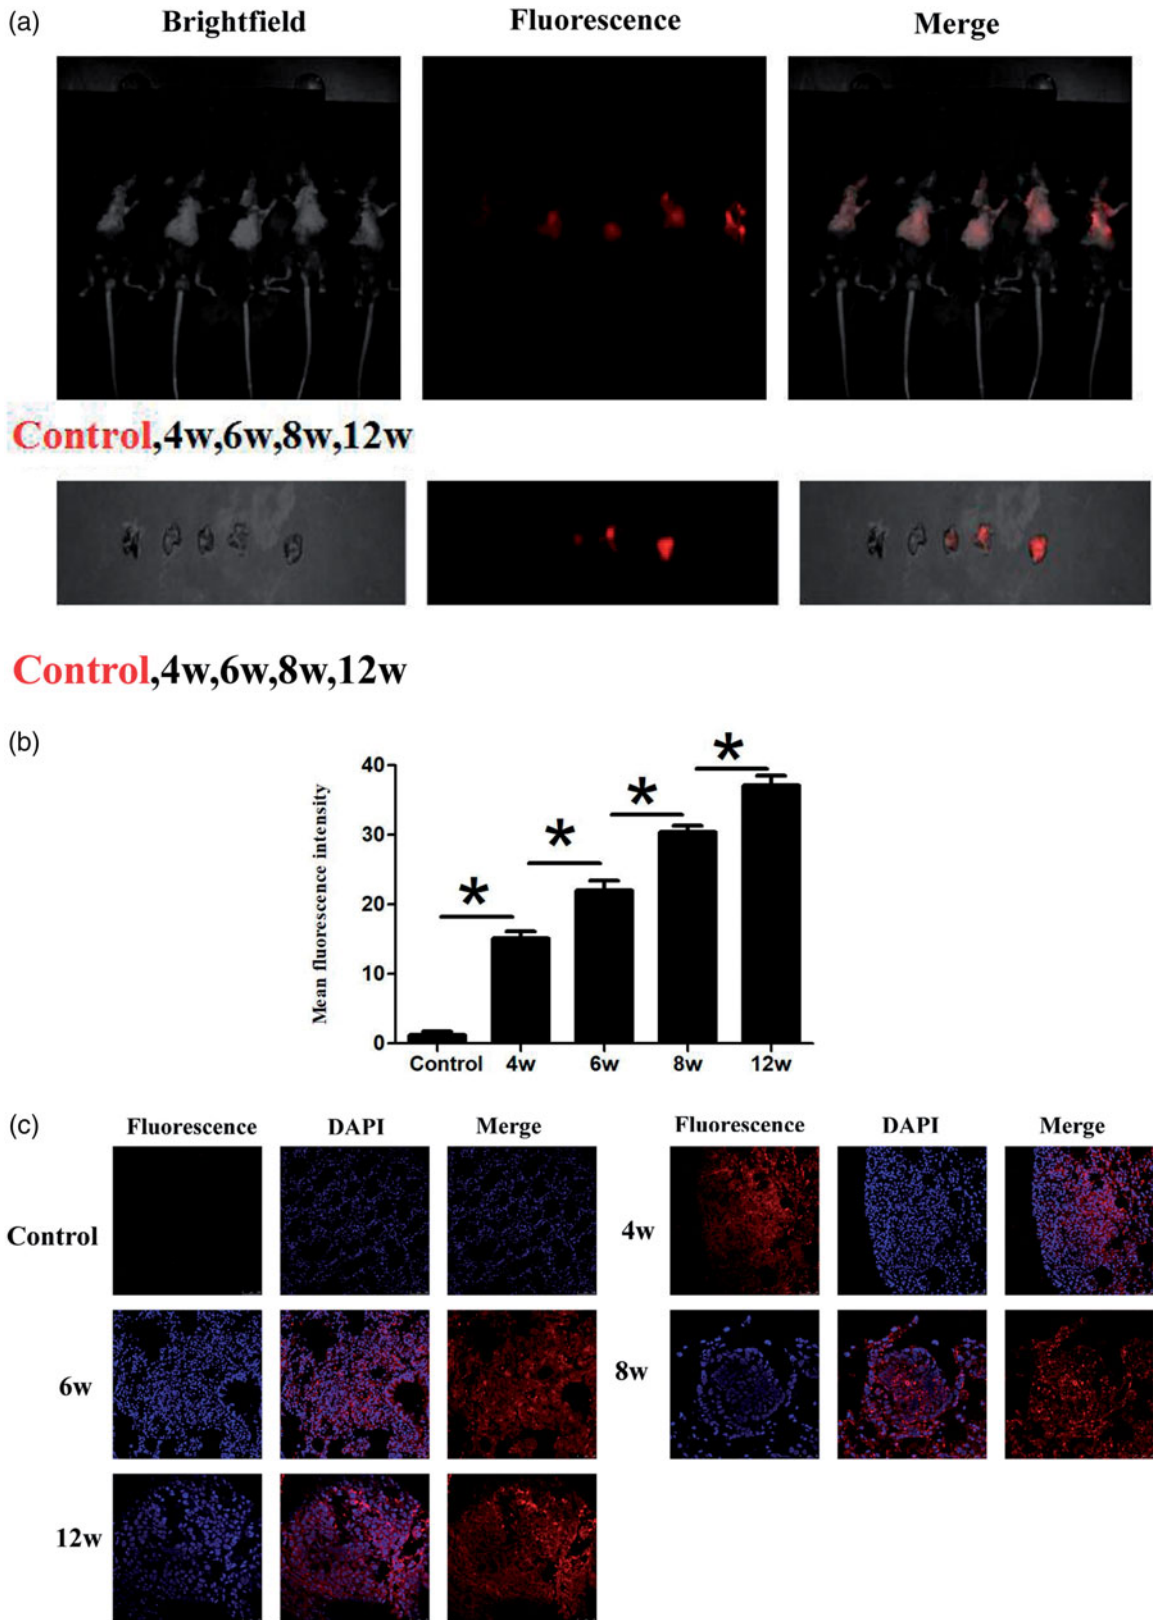 (a)
Brightfield Fluorescence Merge
Control,4w,6w,8w,12w
Control,4w,6w,8w,12w
(b)
Mean fluorescence intensity
40
30
20
10
0
* * * *
Control 4w 6w 8w 12w
(c)
Fluorescence DAPI Merge Fluorescence DAPI Merge
Control
4w
6w
8w
12w